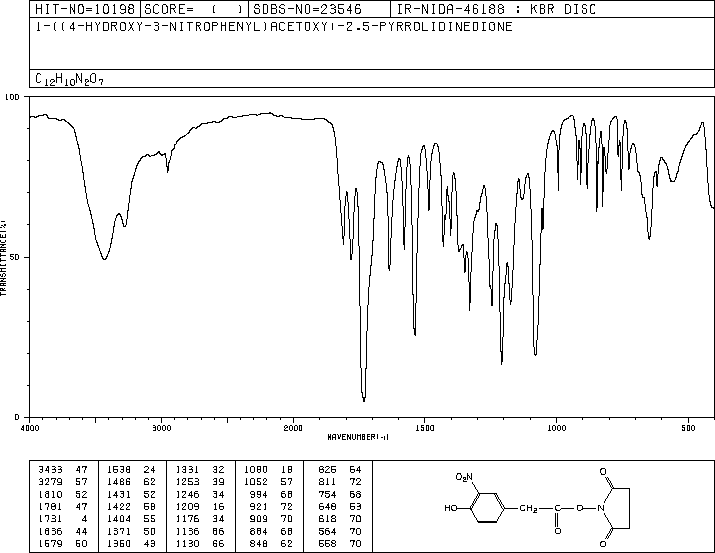 HIT-NO=10198 SCORE= ( ) SDBS-NO=23546 IR-NIDA-46188 : KBR DISC
1-((4-HYDROXY-3-NITROPHENYL)ACETOXY)-2,5-PYRROLIDINEDIONE
C12H10N2O7
100
50
0
TRANSMITTANCE(%)
4000 3000 2000 1500 1000 500
WAVENUMBER(-1)
3433 47 1538 24 1331 32 1080 18 825 64
3279 57 1486 62 1253 39 1052 57 811 72
1810 52 1431 52 1246 34 994 68 754 68
1781 47 1422 58 1209 16 921 72 648 53
1731 4 1404 55 1176 34 909 70 618 70
1636 44 1371 50 1136 66 884 68 564 70
1579 50 1350 43 1130 66 848 62 558 70
O2N
HO
CH2
C
O
O
N
O
O